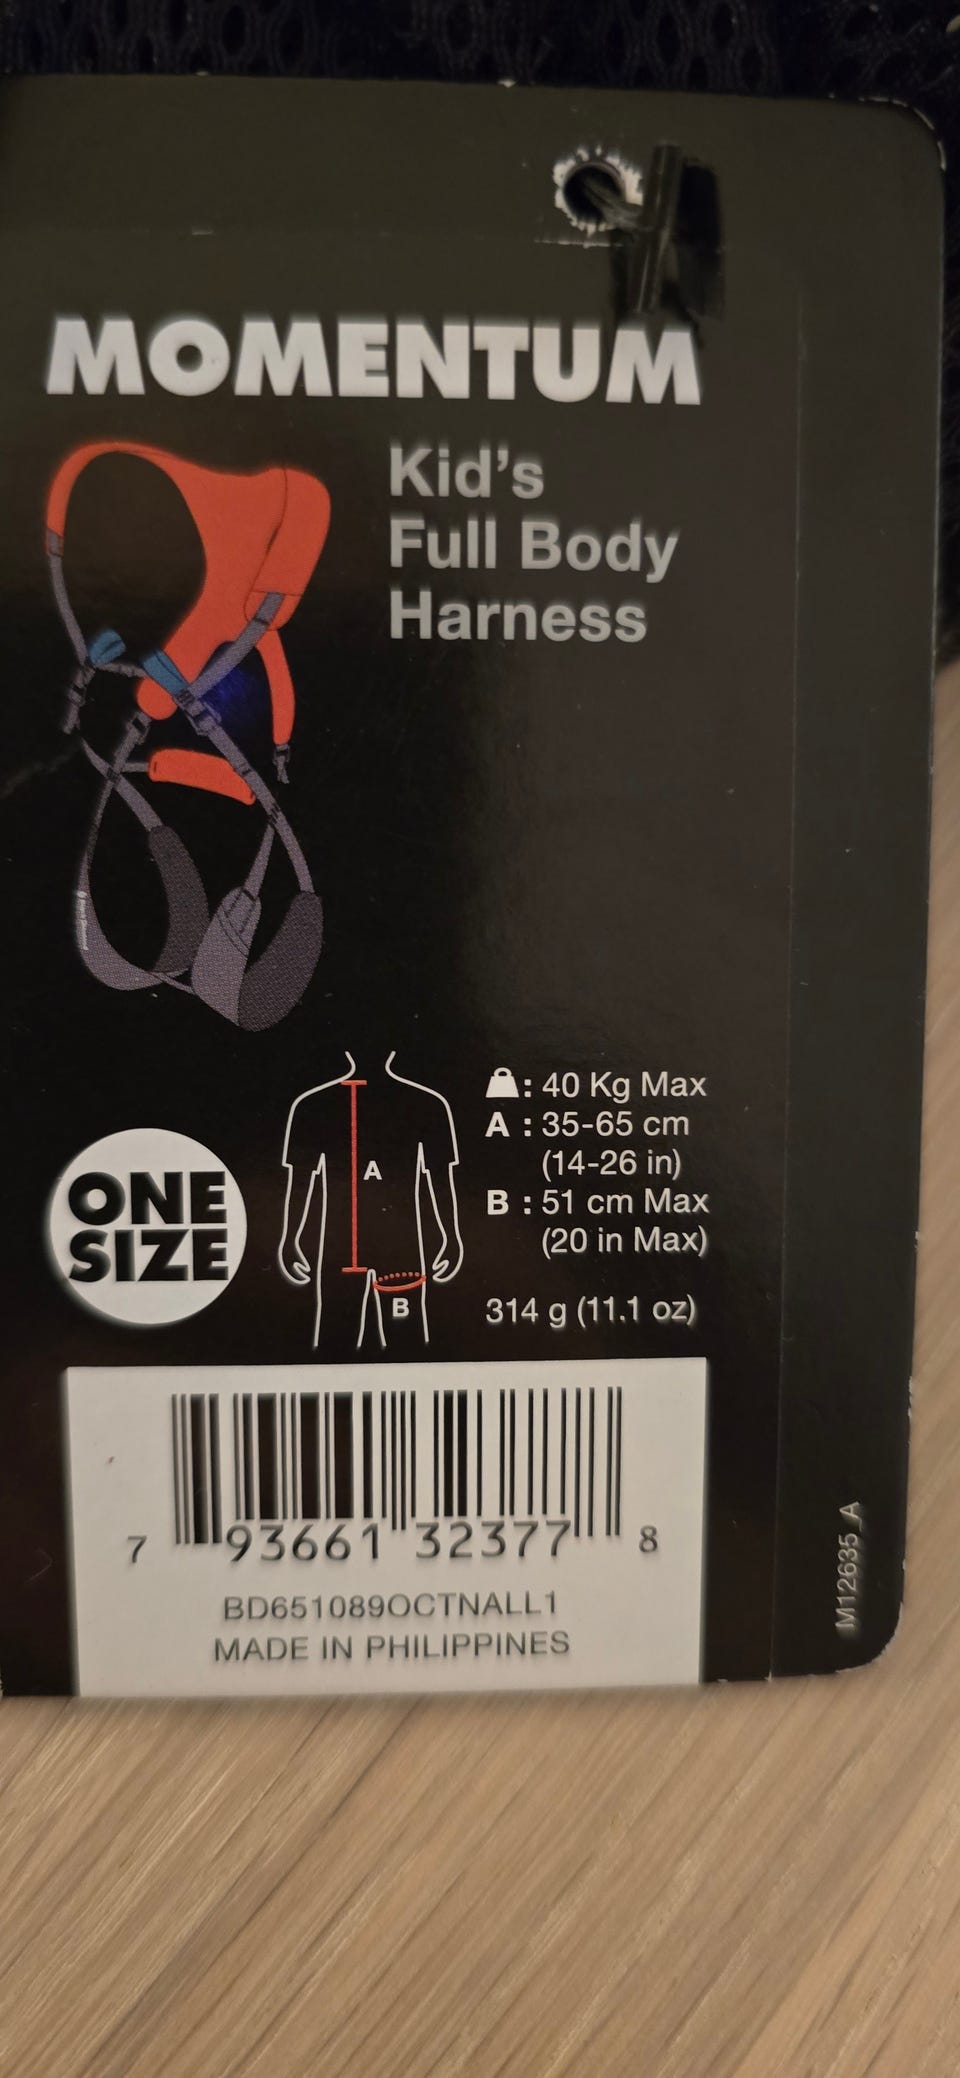 MOMENTUM
Kid's
Full Body
Harness
ONE
SIZE
A
B
: 40 Kg Max
A : 35-65 cm
(14-26 in)
B : 51 cm Max
(20 in Max)
314 g (11.1 oz)
7 93661 32377 8
BD651089OCTNALL1
MADE IN PHILIPPINES
M12635_A